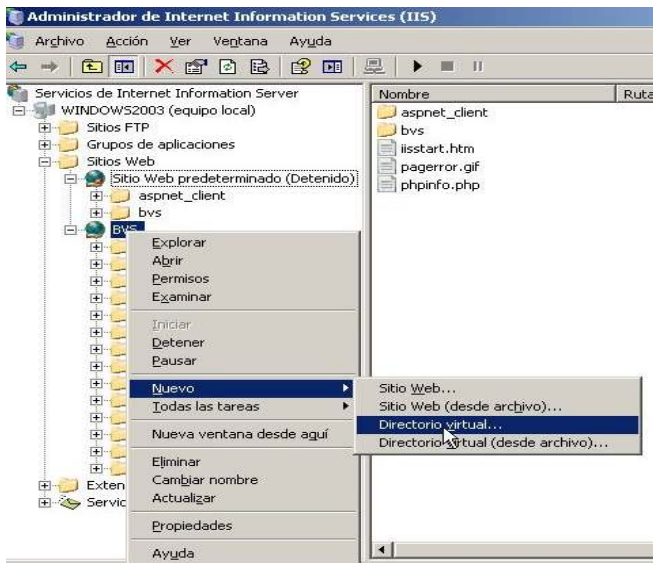 Administrador de Internet Information Services (IIS)
Archivo Acción Ver Ventana Ayuda
Servicios de Internet Information Server
WINDOWS2003 (equipo local)
Sitios FTP
Grupos de aplicaciones
Sitios Web
Sitio Web predeterminado (Detenido)
aspnet_client
bvs
BVS
Exten
Servic
Explorar
Abrir
Permisos
Examinar
Iniciar
Detener
Pausar
Nuevo
Todas las tareas
Nueva ventana desde aquí
Eliminar
Cambiar nombre
Actualizar
Propiedades
Ayuda
Sitio Web...
Sitio Web (desde archivo)...
Directorio virtual...
Directorio virtual (desde archivo)...
Nombre Ruta
aspnet_client
bvs
iisstart.htm
pagerror.gif
phpinfo.php